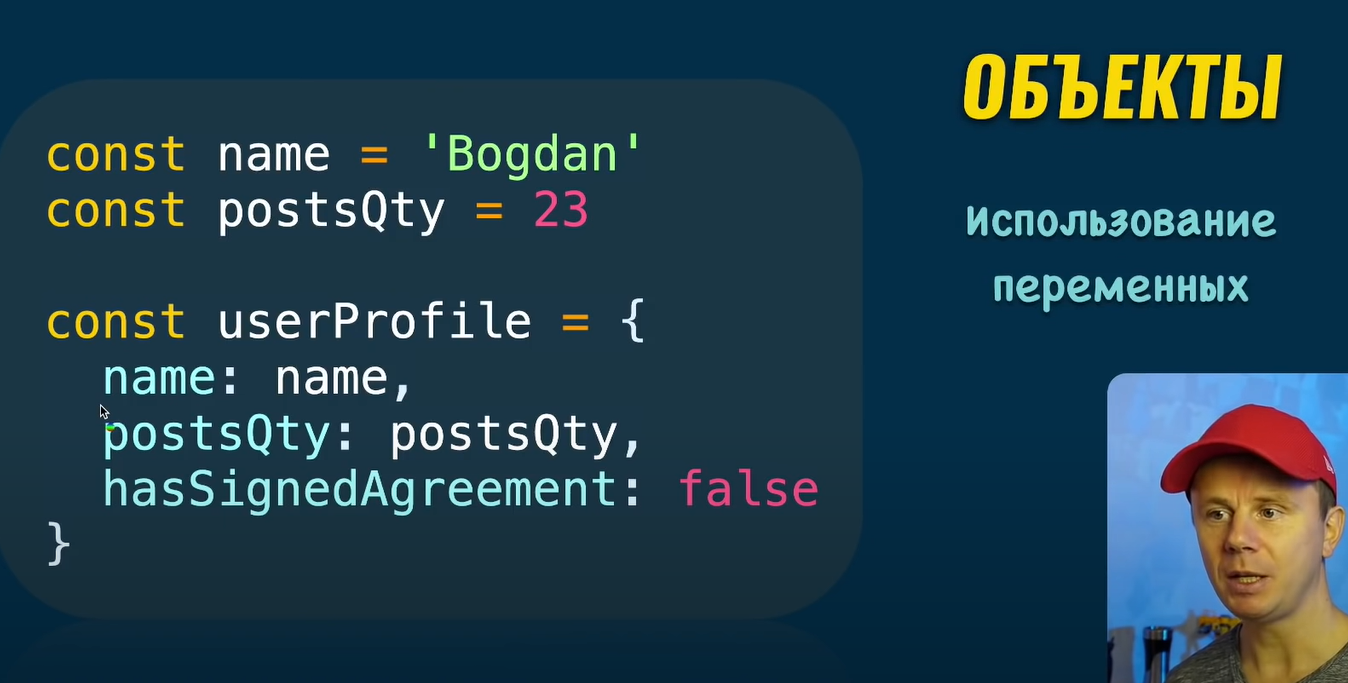 const name = 'Bogdan'
const postsQty = 23
const userProfile = {
name: name,
postsQty: postsQty,
hasSignedAgreement: false
}
ОБЪЕКТЫ
Использование
переменных